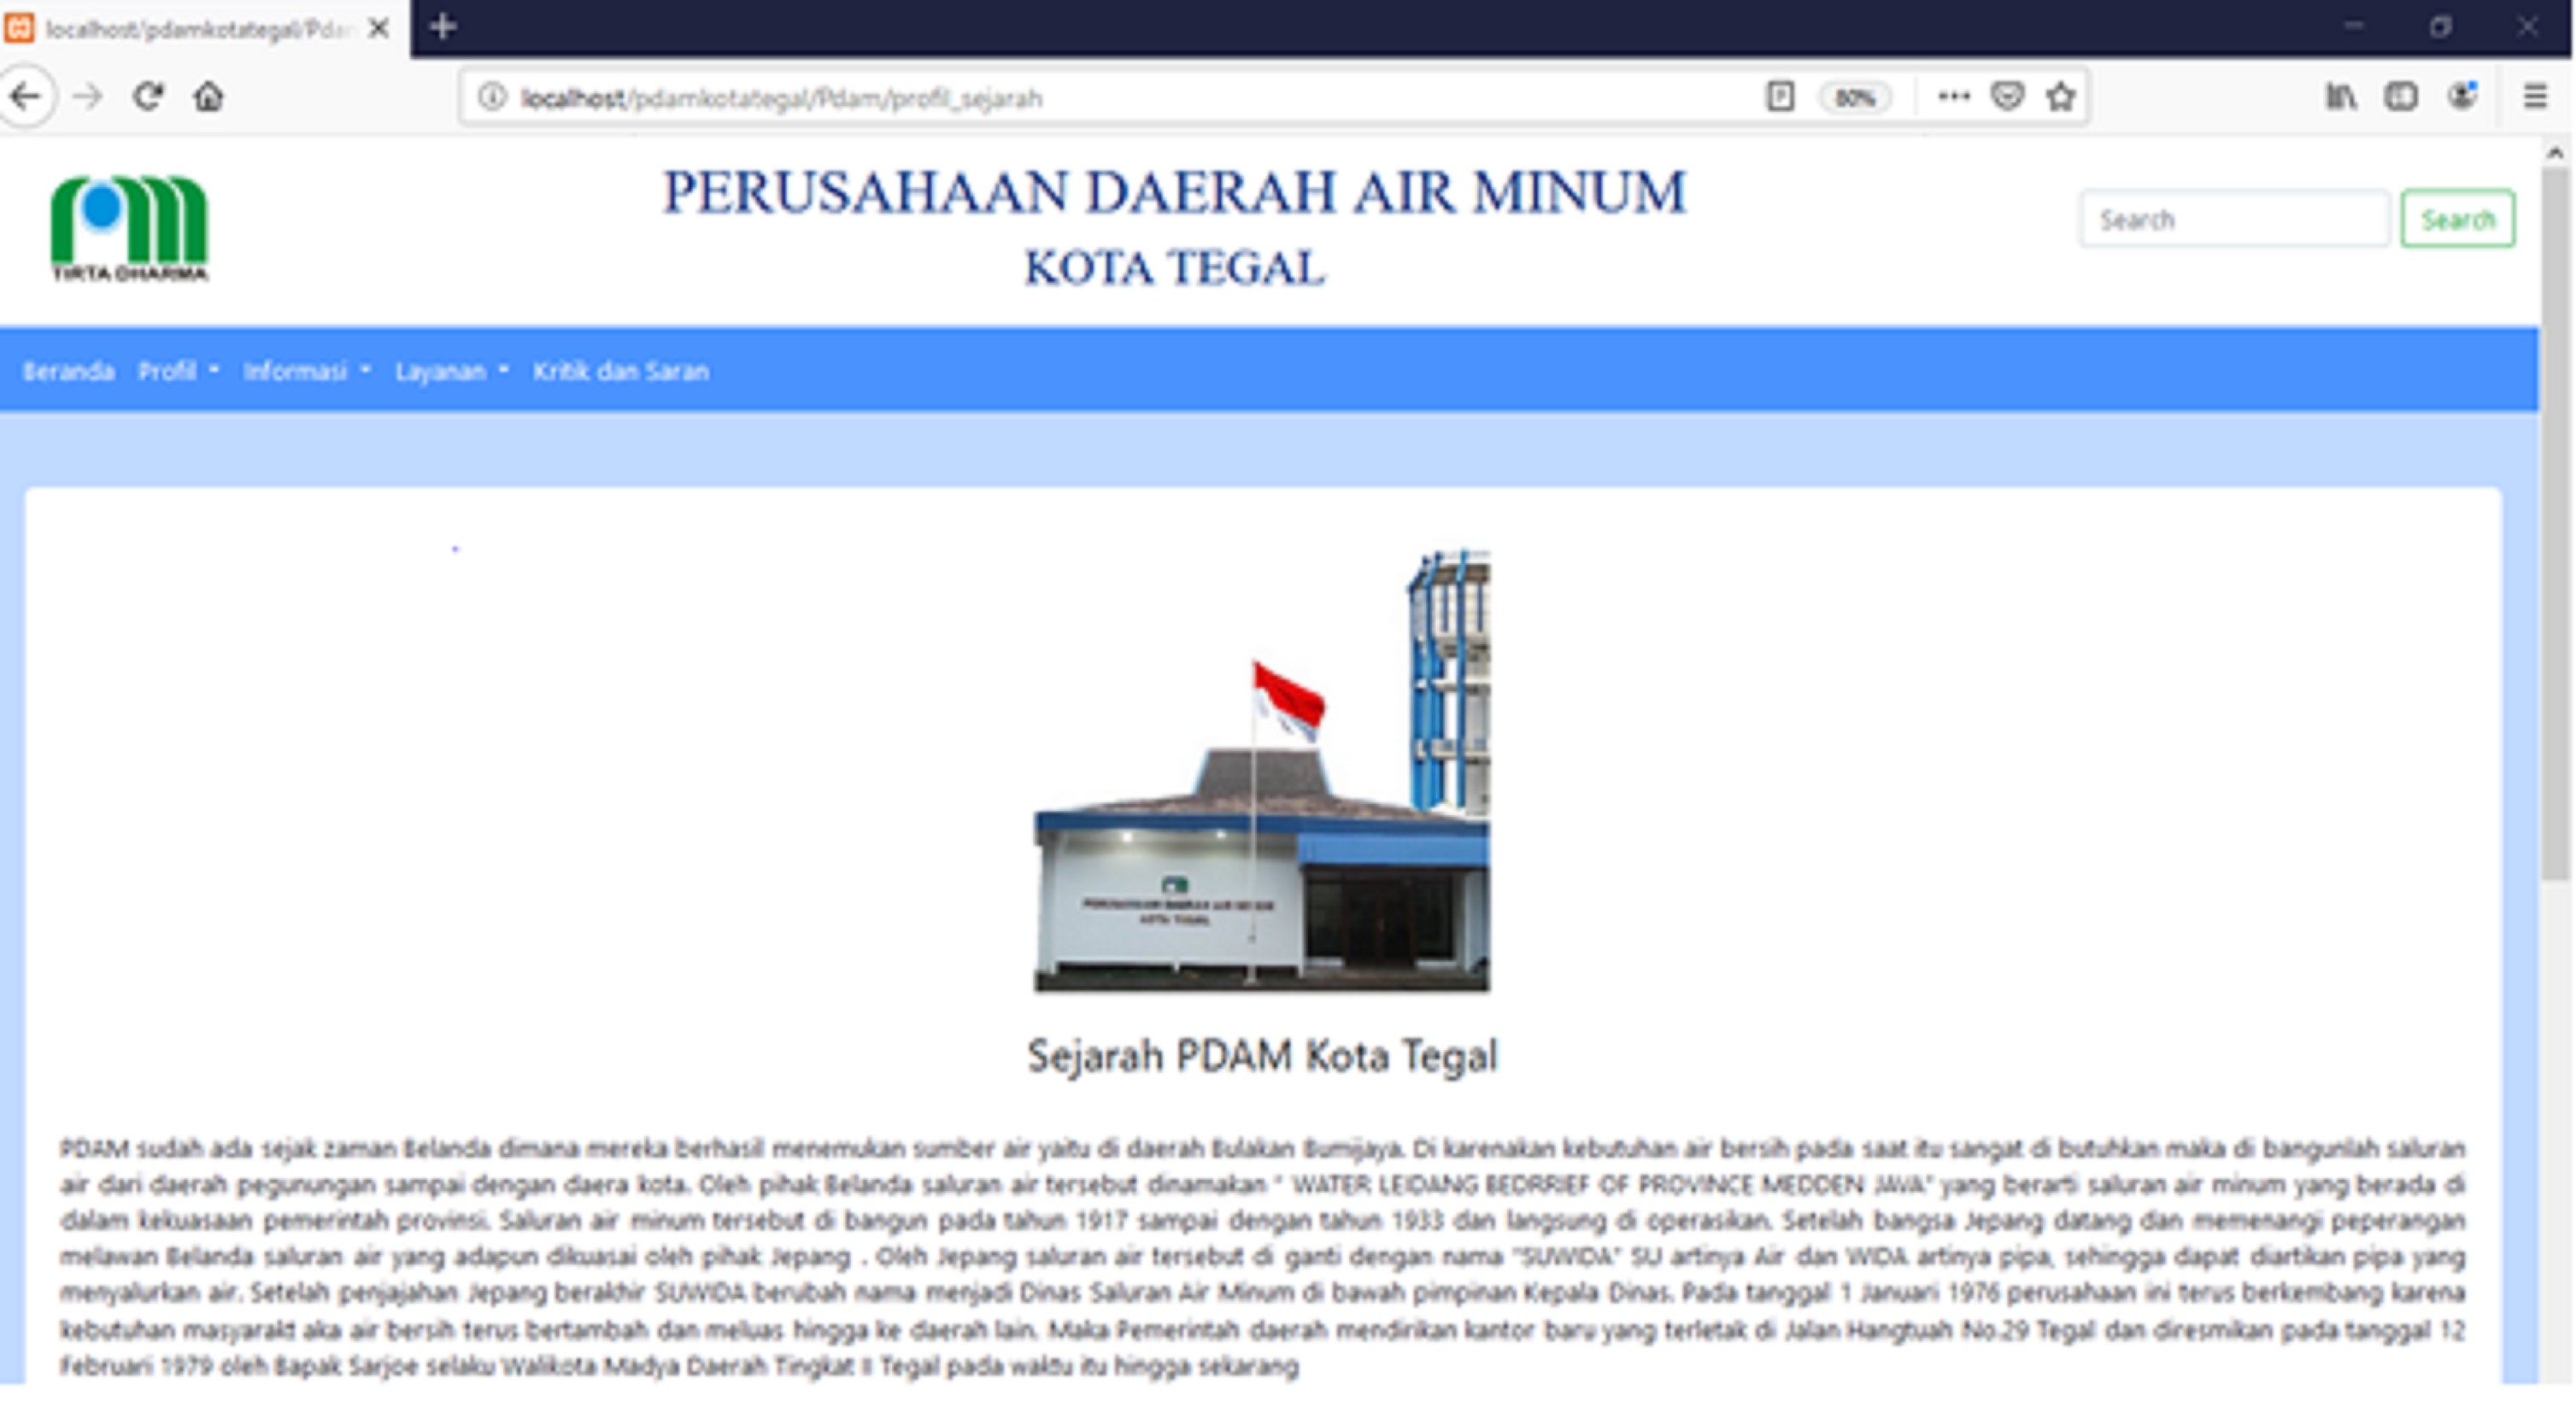 localhost/pdamkotategal/Pdam
localhost/pdamkotategal/Pdam/profil_sejarah
80%
TIRTA DHARMA
PERUSAHAAN DAERAH AIR MINUM
KOTA TEGAL
Search
Search
Beranda Profil Informasi Layanan Kritik dan Saran
PERUSAHAAN DAERAH AIR MINUM
KOTA TEGAL
Sejarah PDAM Kota Tegal
PDAM sudah ada sejak zaman Belanda dimana mereka berhasil menemukan sumber air yaitu di daerah Bulakan Bumijaya. Di karenakan kebutuhan air bersih pada saat itu sangat di butuhkan maka di bangunlah saluran
air dari daerah pegunungan sampai dengan daera kota. Oleh pihak Belanda saluran air tersebut dinamakan " WATER LEIDANG BEDRRIEF OF PROVINCE MEDDEN JAVA" yang berarti saluran air minum yang berada di
dalam kekuasaan pemerintah provinsi. Saluran air minum tersebut di bangun pada tahun 1917 sampai dengan tahun 1933 dan langsung di operasikan. Setelah bangsa Jepang datang dan memenangi peperangan
melawan Belanda saluran air yang adapun dikuasai oleh pihak Jepang . Oleh Jepang saluran air tersebut di ganti dengan nama "SUWIDA" SU artinya Air dan WIDA artinya pipa, sehingga dapat diartikan pipa yang
menyalurkan air. Setelah penjajahan Jepang berakhir SUWIDA berubah nama menjadi Dinas Saluran Air Minum di bawah pimpinan Kepala Dinas. Pada tanggal 1 Januari 1976 perusahaan ini terus berkembang karena
kebutuhan masyarakt aka air bersih terus bertambah dan meluas hingga ke daerah lain. Maka Pemerintah daerah mendirikan kantor baru yang terletak di Jalan Hangtuah No.29 Tegal dan diresmikan pada tanggal 12
Februari 1979 oleh Bapak Sarjoe selaku Walikota Madya Daerah Tingkat II Tegal pada waktu itu hingga sekarang